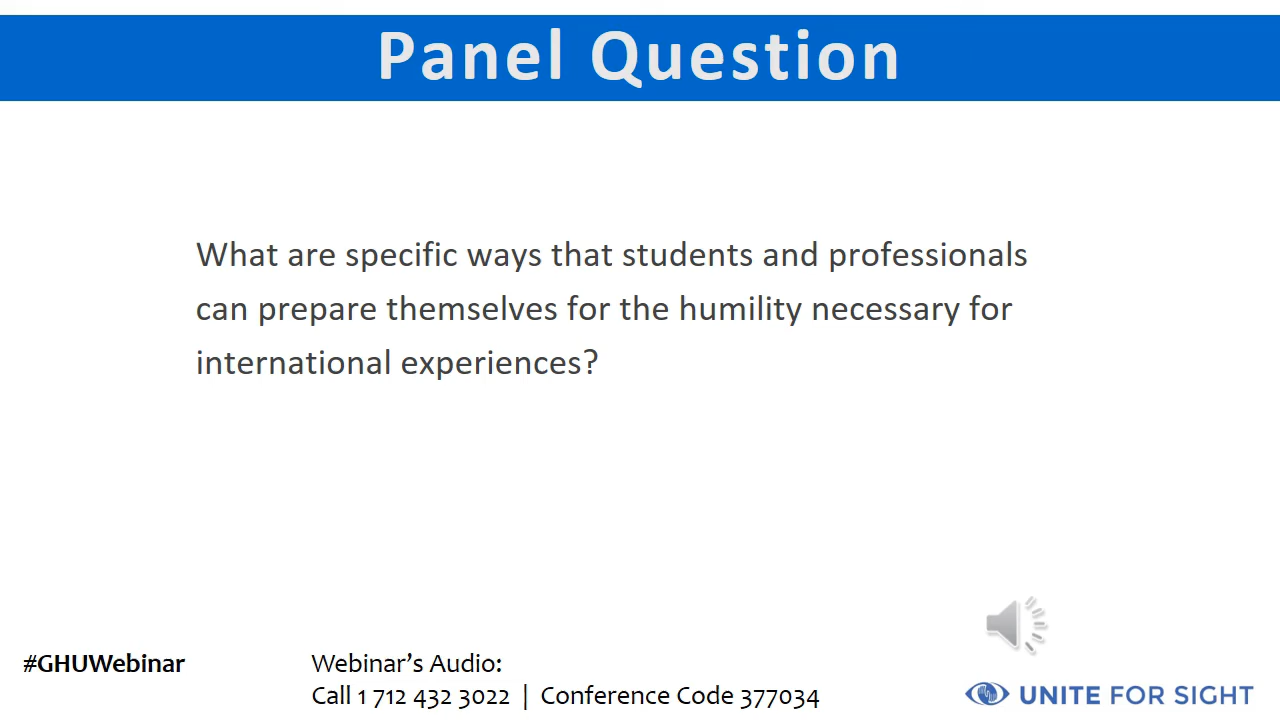 Panel Question
What are specific ways that students and professionals
can prepare themselves for the humility necessary for
international experiences?
#GHUWebinar
Webinar’s Audio:
Call 1 712 432 3022 | Conference Code 377034
UNITE FOR SIGHT